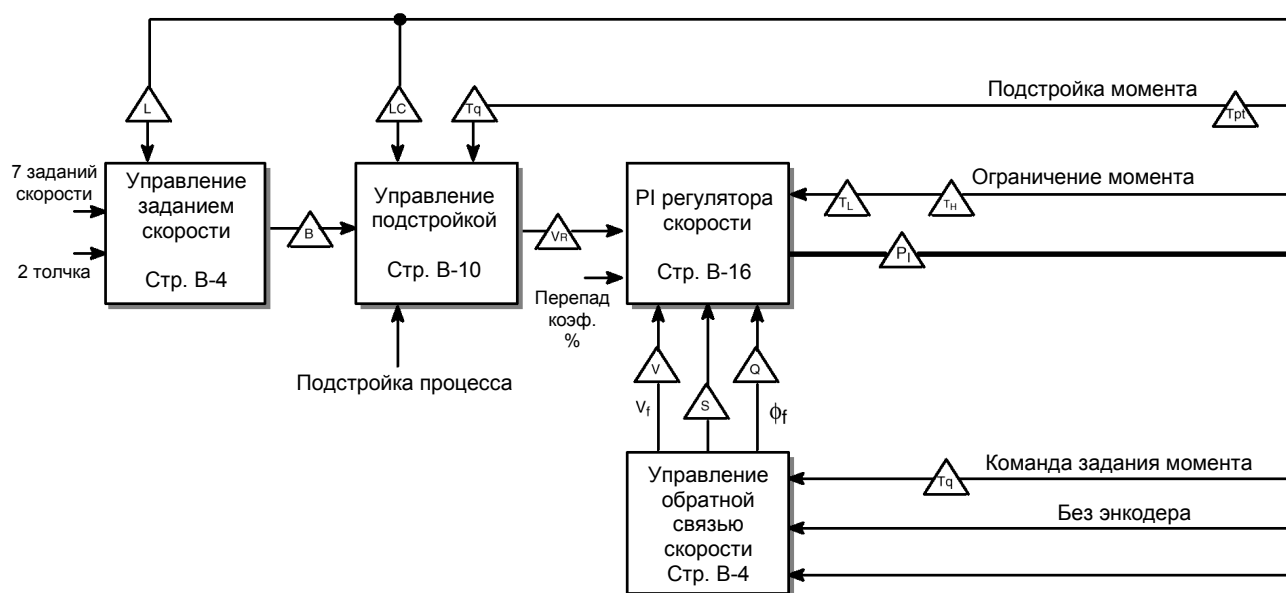 Подстройка момента
L
LC
Tq
Tpt
7 заданий
скорости
2 толчка
Управление
заданием
скорости
Стр. B-4
B
Управление
подстройкой
Стр. B-10
VR
PI регулятора
скорости
Стр. B-16
Ограничение момента
TL
TH
PI
Перепад
коэф.
%
Подстройка процесса
V
S
Q
Vf
ϕf
Управление
обратной
связью
скорости
Стр. B-4
Команда задания момента
Tq
Без энкодера